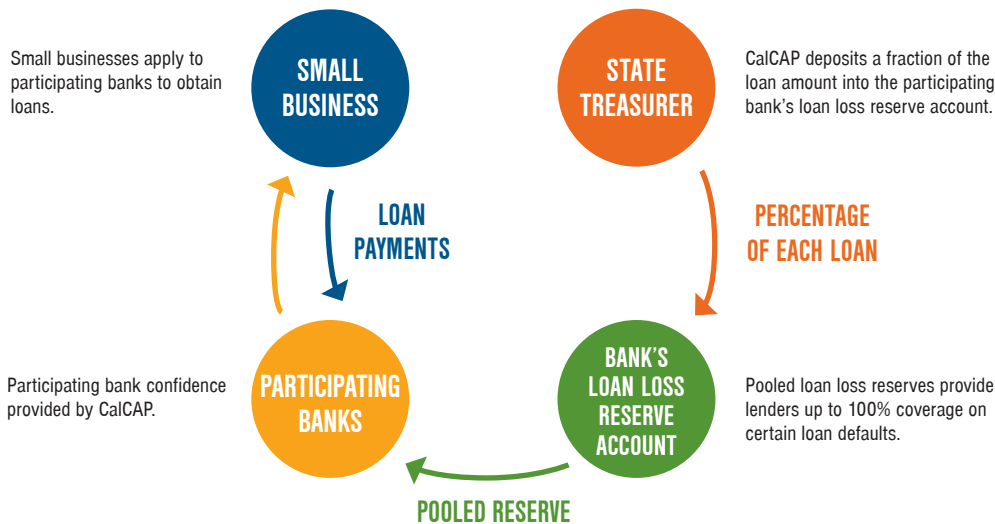 Small businesses apply to
participating banks to obtain
loans.
SMALL
BUSINESS
STATE
TREASURER
CalCAP deposits a fraction of the
loan amount into the participating
bank's loan loss reserve account.
LOAN
PAYMENTS
PERCENTAGE
OF EACH LOAN
Participating bank confidence
provided by CalCAP.
PARTICIPATING
BANKS
BANK'S
LOAN LOSS
RESERVE
ACCOUNT
Pooled loan loss reserves provide
lenders up to 100% coverage on
certain loan defaults.
POOLED RESERVE